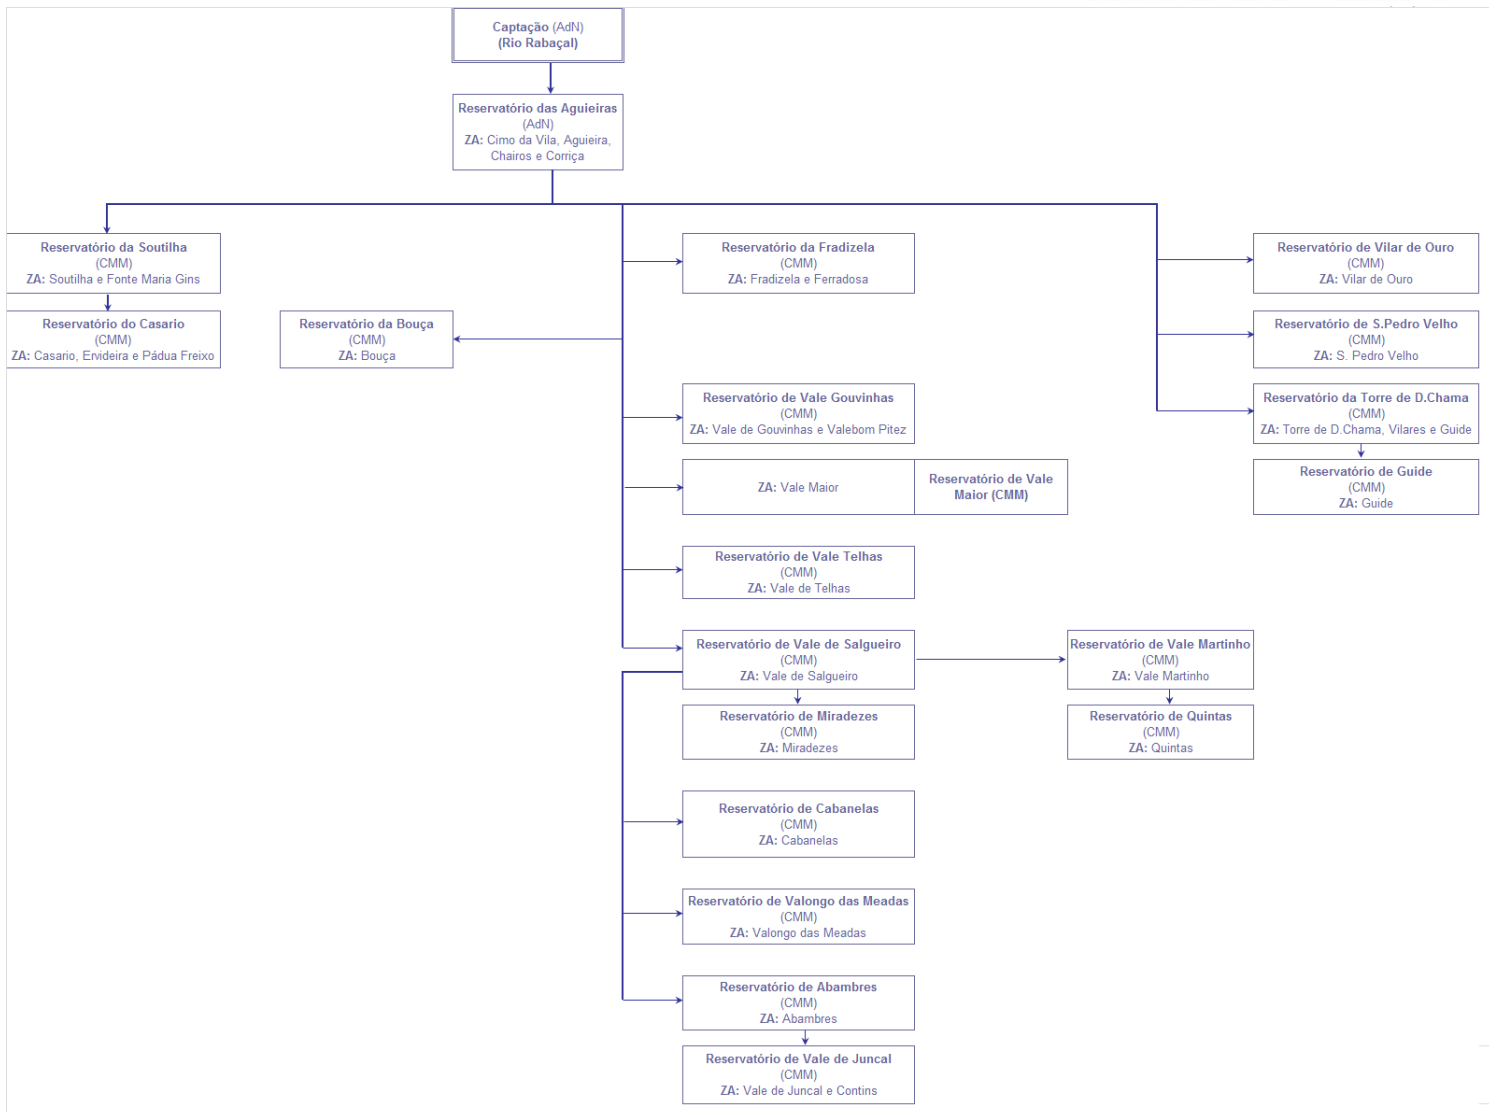 Captação (AdN)
(Rio Rabaçal)
Reservatório das Aguieiras
(AdN)
ZA: Cimo da Vila, Aguieira,
Chairos e Corriça
Reservatório da Soutilha
(CMM)
ZA: Soutilha e Fonte Maria Gins
Reservatório da Fradizela
(CMM)
ZA: Fradizela e Ferradosa
Reservatório de Vilar de Ouro
(CMM)
ZA: Vilar de Ouro
Reservatório do Casario
(CMM)
ZA: Casario, Ervideira e Pádua Freixo
Reservatório da Bouça
(CMM)
ZA: Bouça
Reservatório de S.Pedro Velho
(CMM)
ZA: S. Pedro Velho
Reservatório de Vale Gouvinhas
(CMM)
ZA: Vale de Gouvinhas e Valebom Pitez
Reservatório da Torre de D.Chama
(CMM)
ZA: Torre de D.Chama, Vilares e Guide
ZA: Vale Maior
Reservatório de Vale
Maior (CMM)
Reservatório de Guide
(CMM)
ZA: Guide
Reservatório de Vale Telhas
(CMM)
ZA: Vale de Telhas
Reservatório de Vale de Salgueiro
(CMM)
ZA: Vale de Salgueiro
Reservatório de Vale Martinho
(CMM)
ZA: Vale Martinho
Reservatório de Miradezes
(CMM)
ZA: Miradezes
Reservatório de Quintas
(CMM)
ZA: Quintas
Reservatório de Cabanelas
(CMM)
ZA: Cabanelas
Reservatório de Valongo das Meadas
(CMM)
ZA: Valongo das Meadas
Reservatório de Abambres
(CMM)
ZA: Abambres
Reservatório de Vale de Juncal
(CMM)
ZA: Vale de Juncal e Contins